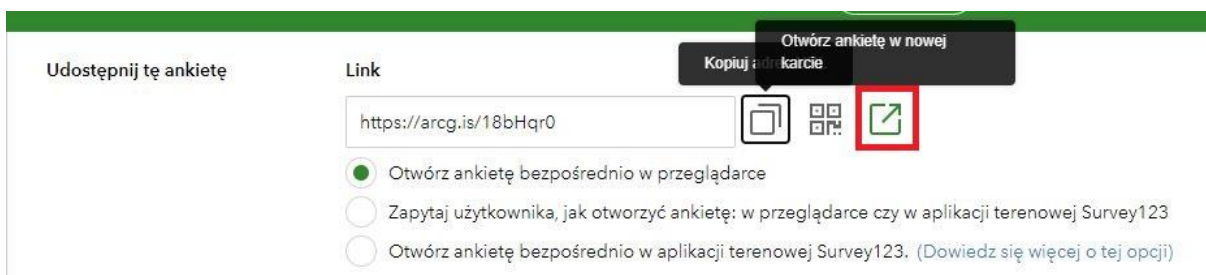 Otwórz ankietę w nowej
Udostępnij tę ankietę Link Kopiuj karcie
https://arcg.is/18bHqr0
Otwórz ankietę bezpośrednio w przeglądarce
Zapytaj użytkownika, jak otworzyć ankietę: w przeglądarce czy w aplikacji terenowej Survey123
Otwórz ankietę bezpośrednio w aplikacji terenowej Survey123. (Dowiedz się więcej o tej opcji)